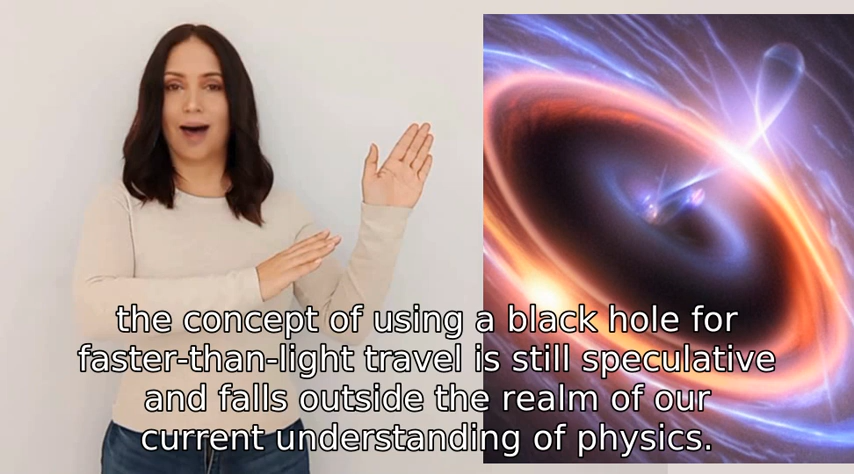 the concept of using a black hole for
faster-than-light travel is still speculative
and falls outside the realm of our
current understanding of physics.